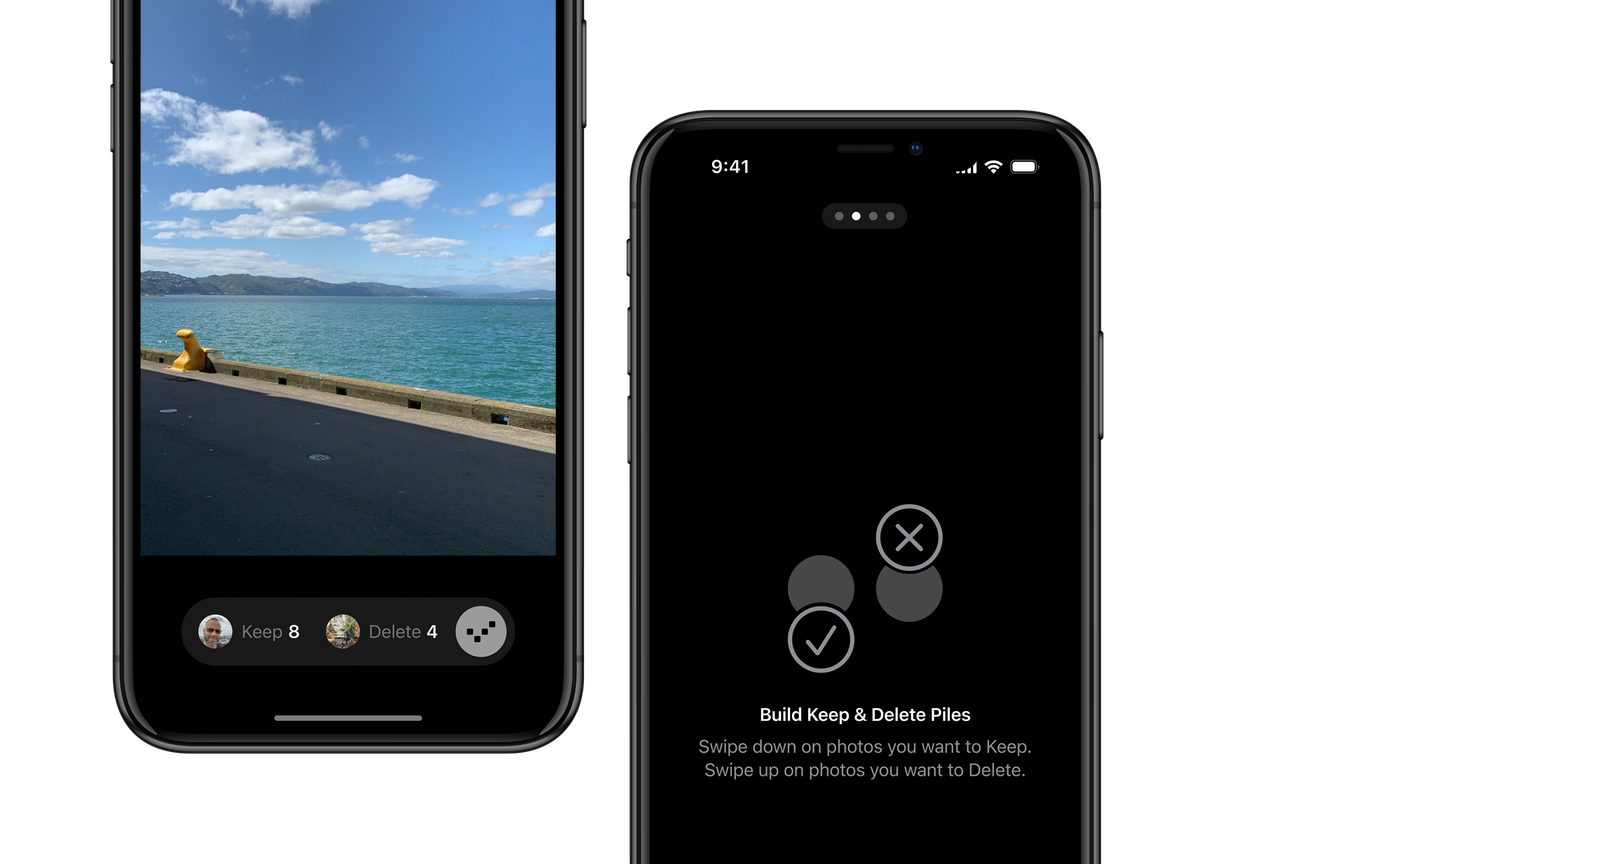 Keep 8 Delete 4
9:41
Build Keep & Delete Piles
Swipe down on photos you want to Keep.
Swipe up on photos you want to Delete.